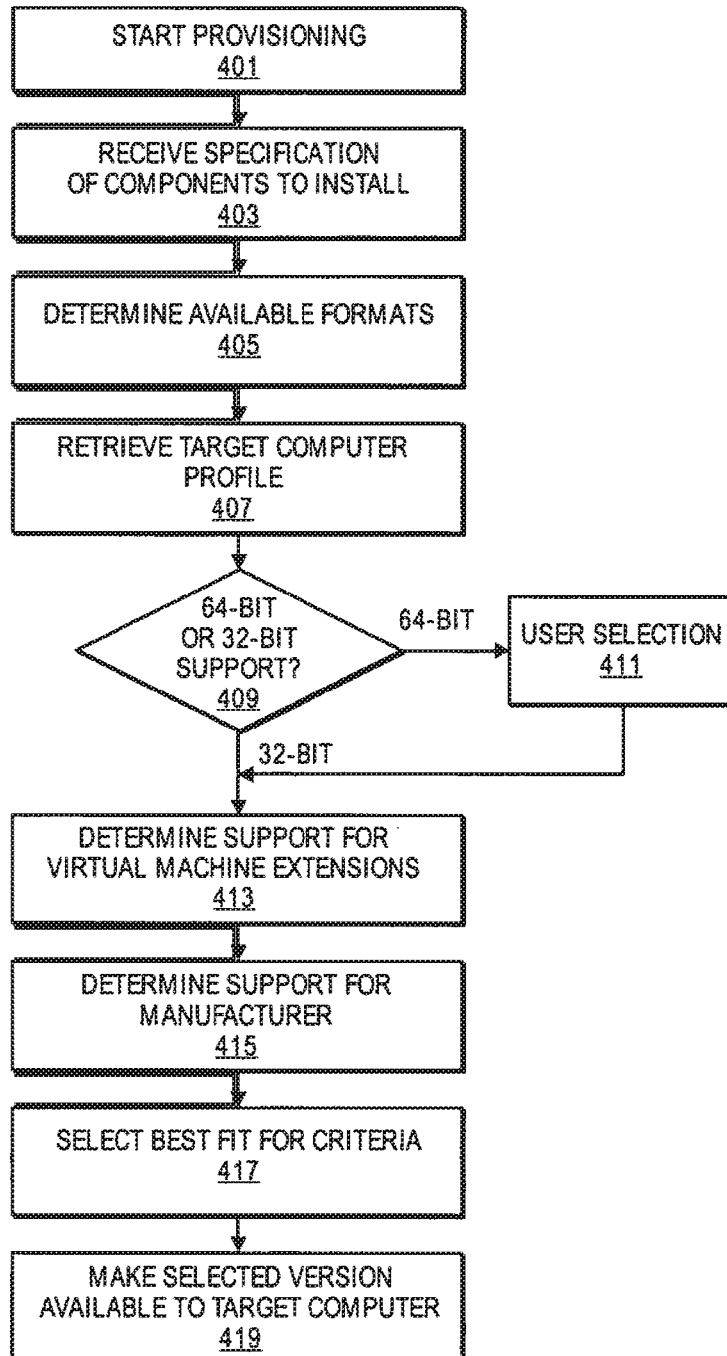 START PROVISIONING
401
RECEIVE SPECIFICATION
OF COMPONENTS TO INSTALL
403
DETERMINE AVAILABLE FORMATS
405
RETRIEVE TARGET COMPUTER
PROFILE
407
64-BIT
OR 32-BIT
SUPPORT?
409
64-BIT
USER SELECTION
411
32-BIT
DETERMINE SUPPORT FOR
VIRTUAL MACHINE EXTENSIONS
413
DETERMINE SUPPORT FOR
MANUFACTURER
415
SELECT BEST FIT FOR CRITERIA
417
MAKE SELECTED VERSION
AVAILABLE TO TARGET COMPUTER
419